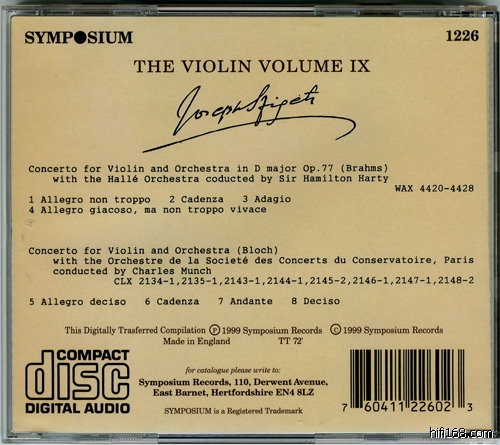 SYMPOSIUM 1226
THE VIOLIN VOLUME IX
Joseph Szigeti
Concerto for Violin and Orchestra in D major Op.77 (Brahms)
with the Hallé Orchestra coducted by Sir Hamilton Harty
WAX 4420-4428
1 Allegro non troppo 2 Cadenza 3 Adagio
4 Allegro giacoso, ma non troppo vivace
Concerto for Violin and Orchestra (Bloch)
with the Orchestre de la Societé des Concerts du Conservatoire, Paris
conducted by Charles Munch
CLX 2134-1,2135-1,2143-1,2144-1,2145-2,2146-1,2147-1,2148-2
5 Allegro deciso 6 Cadenza 7 Andante 8 Deciso
This Digitally Trasferred Compilation Ⓟ 1999 Symposium Records © 1999 Symposium Records
Made in England TT 72'
COMPACT
disc
DIGITAL AUDIO
for catalogue please write to:
Symposium Records, 110, Derwent Avenue,
East Barnet, Hertfordshire EN4 8LZ
SYMPOSIUM is a Registered Trademark
7 60411 22602 3
hifi168.com